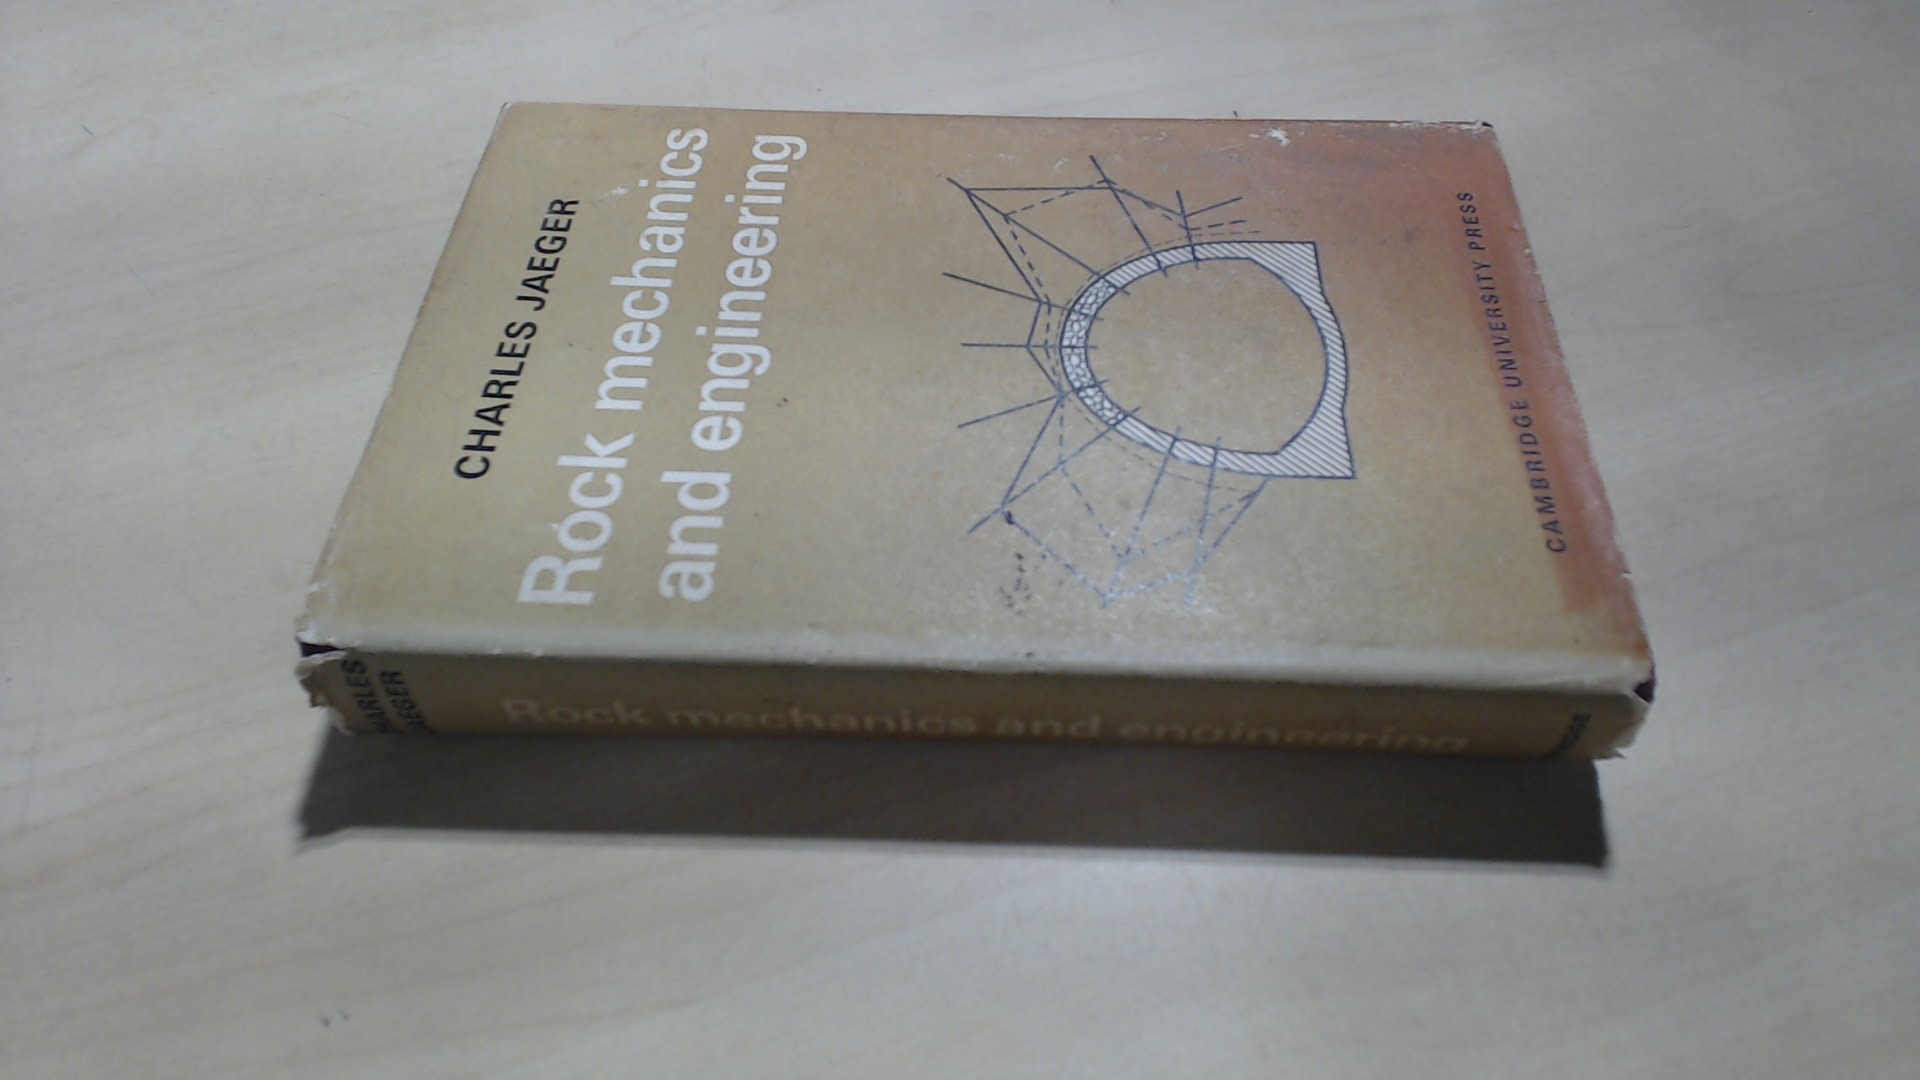 CHARLES JAEGER
Rock mechanics
and engineering
CAMBRIDGE UNIVERSITY PRESS
CHARLES
JAEGER
Rock mechanics and engineering